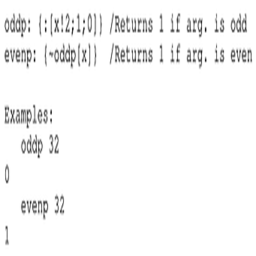 oddp: {:[x!2;1;0]} /Returns 1 if arg. is odd
evenp: {~oddp[x]} /Returns 1 if arg. is even
Examples:
oddp 32
0
evenp 32
1